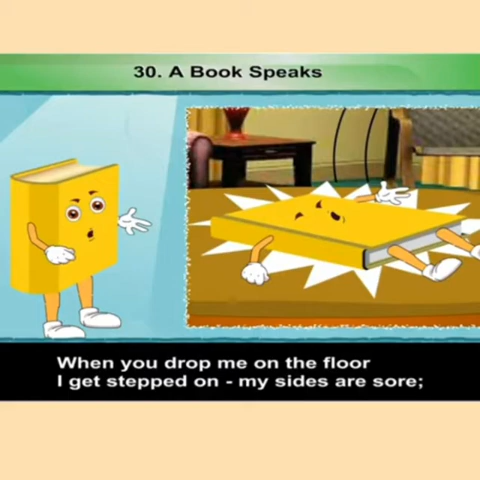 30. A Book Speaks
When you drop me on the floor
I get stepped on - my sides are sore;